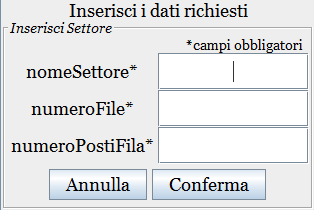 Inserisci i dati richiesti
Inserisci Settore
*campi obbligatori
nomeSettore*
numeroFile*
numeroPostiFila*
Annulla Conferma